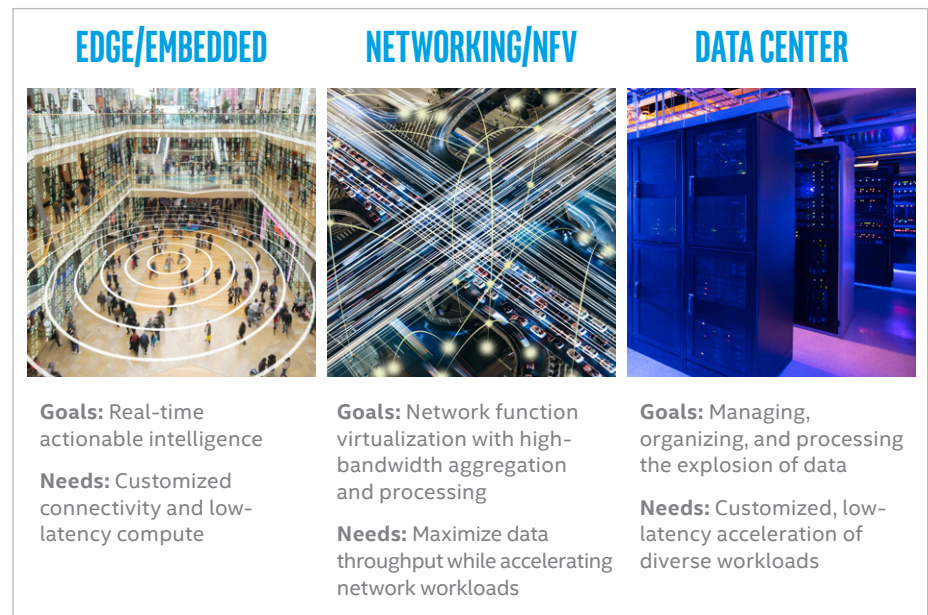 EDGE/EMBEDDED
Goals: Real-time
actionable intelligence
Needs: Customized
connectivity and low-
latency compute
NETWORKING/NFV
Goals: Network function
virtualization with high-
bandwidth aggregation
and processing
Needs: Maximize data
throughput while accelerating
network workloads
DATA CENTER
Goals: Managing,
organizing, and processing
the explosion of data
Needs: Customized, low-
latency acceleration of
diverse workloads